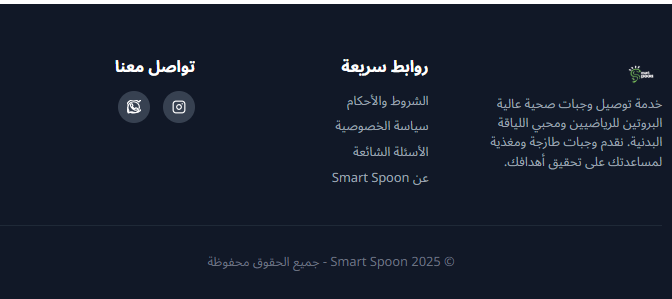 smart spoon
خدمة توصيل وجبات صحية عالية
البروتين للرياضيين ومحبي اللياقة
البدنية. نقدم وجبات طازجة ومغذية
لمساعدتك على تحقيق أهدافك.
روابط سريعة
الشروط والأحكام
سياسة الخصوصية
الأسئلة الشائعة
عن Smart Spoon
تواصل معنا
© 2025 Smart Spoon - جميع الحقوق محفوظة